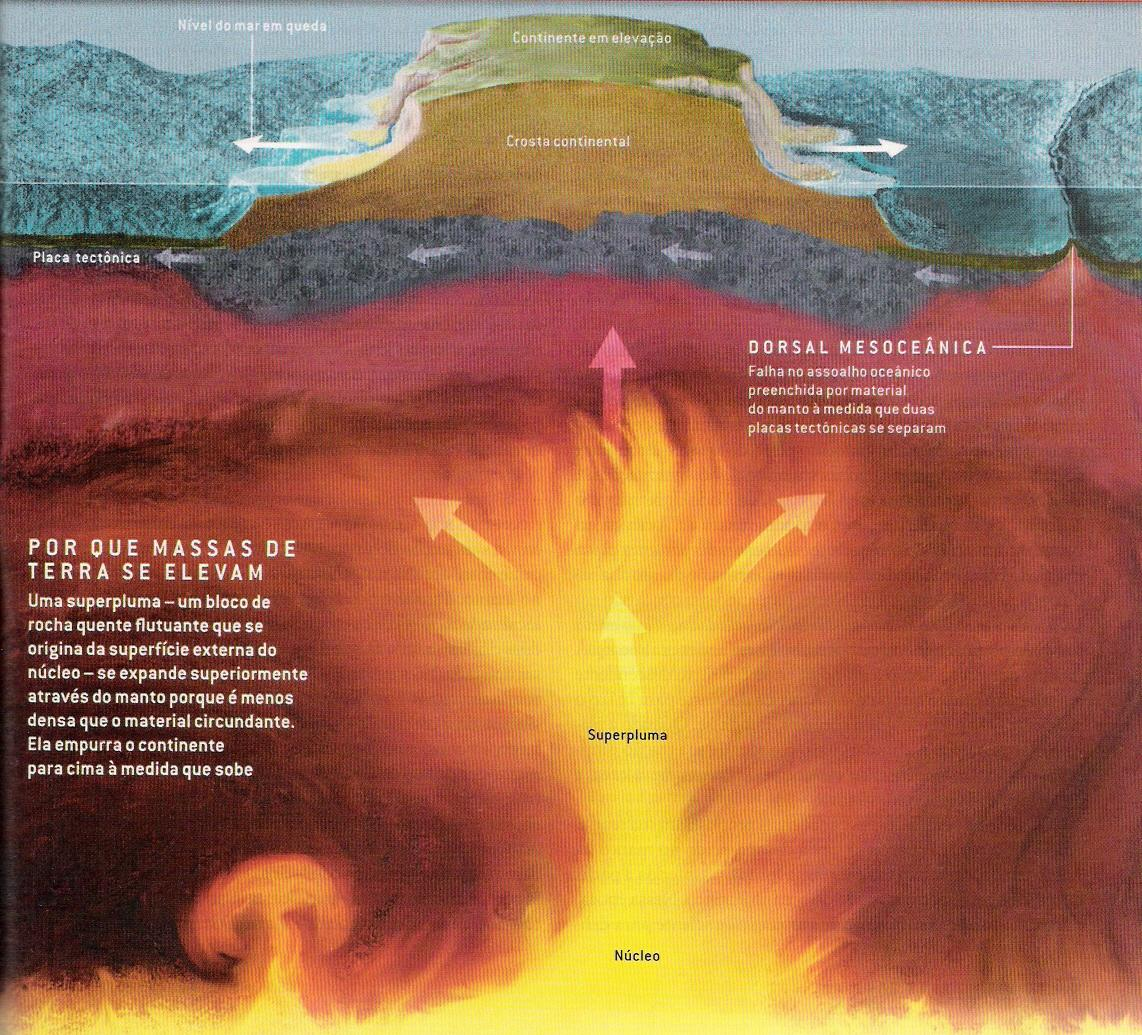 Nível do mar em queda
Continente em elevação
Crosta continental
Placa tectônica
DORSAL MESOCEÂNICA
Falha no assoalho oceânico
preenchida por material
do manto à medida que duas
placas tectônicas se separam
POR QUE MASSAS DE
TERRA SE ELEVAM
Uma superpluma – um bloco de
rocha quente flutuante que se
origina da superfície externa do
núcleo – se expande superiormente
através do manto porque é menos
densa que o material circundante.
Ela empurra o continente
para cima à medida que sobe
Superpluma
Núcleo